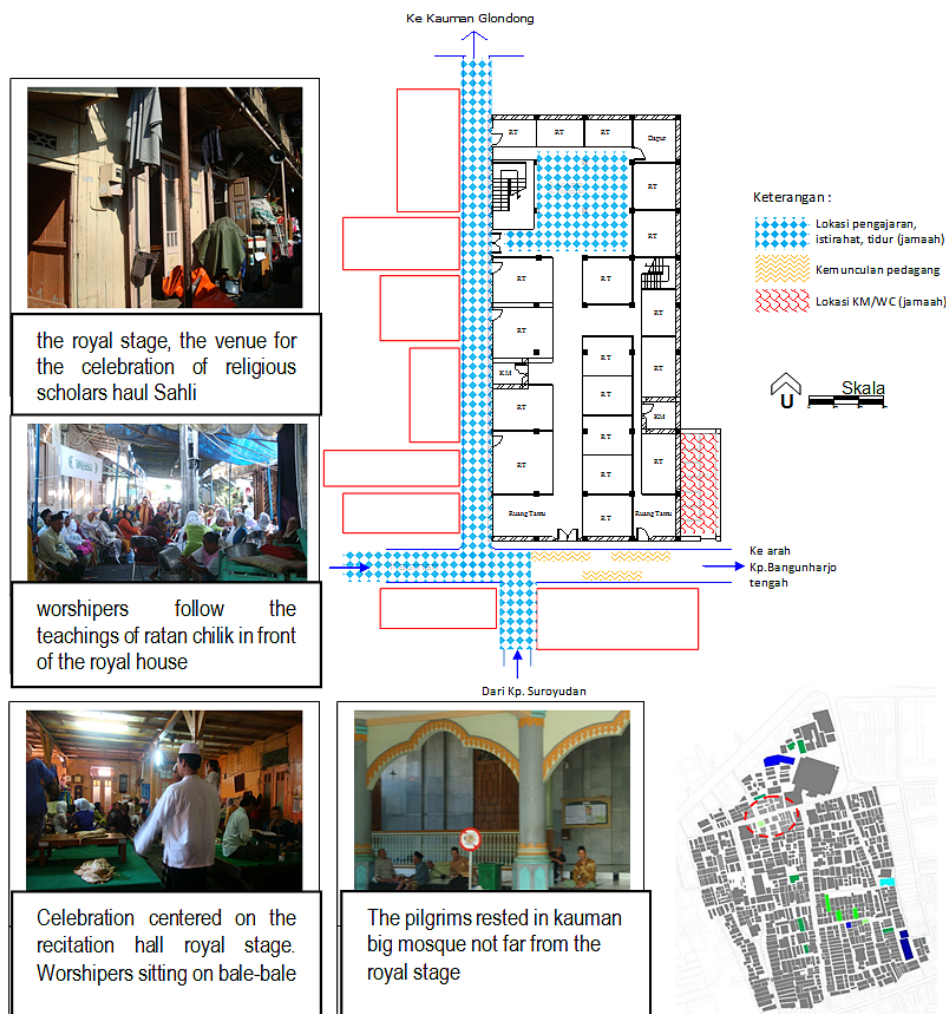 Ke Kauman Glondong
the royal stage, the venue for
the celebration of religious
scholars haul Sahli
worshipers follow the
teachings of ratan chilik in front
of the royal house
RT
RT
RT
Dapur
RT
RT
RT
RT
RT
RT
RT
KM
RT
RT
RT
RT
KM
RT
RT
RT
RT
Ruang Tamu
RT
Ruang Tamu
Keterangan :
Lokasi pengajaran,
istirahat, tidur (jamaah)
Kemunculan pedagang
Lokasi KM/WC (jamaah)
U
Skala
Ke arah
Kp.Bangunharjo
tengah
Dari Kp. Suroyudan
Celebration centered on the
recitation hall royal stage.
Worshipers sitting on bale-bale
The pilgrims rested in kauman
big mosque not far from the
royal stage